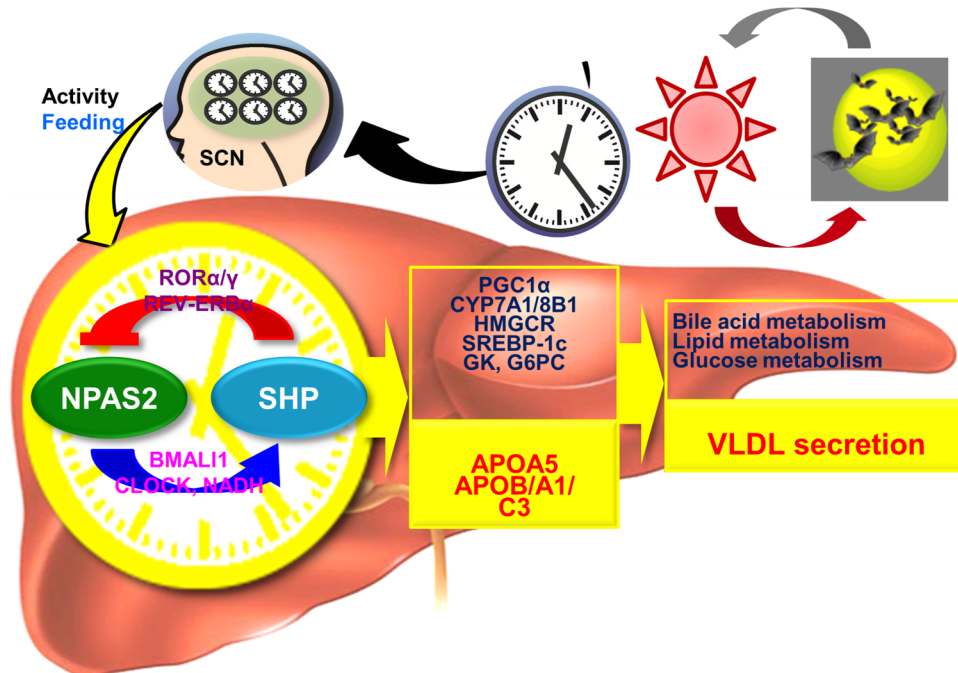 Activity
Feeding
SCN
RORα/γ
REV-ERBα
NPAS2
SHP
BMALI1
CLOCK, NADH
PGC1α
CYP7A1/8B1
HMGCR
SREBP-1c
GK, G6PC
APOA5
APOB/A1/
C3
Bile acid metabolism
Lipid metabolism
Glucose metabolism
VLDL secretion